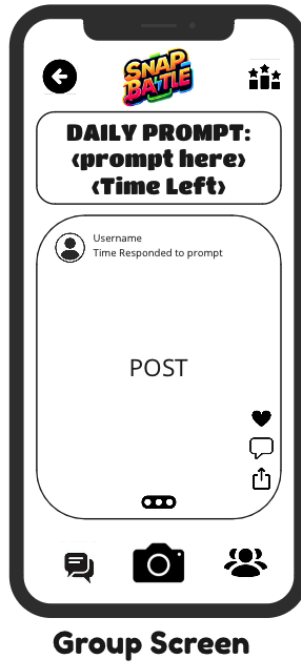 SNAP
BATTLE
DAILY PROMPT:
<prompt here>
<Time Left>
Username
Time Responded to prompt
POST
Group Screen